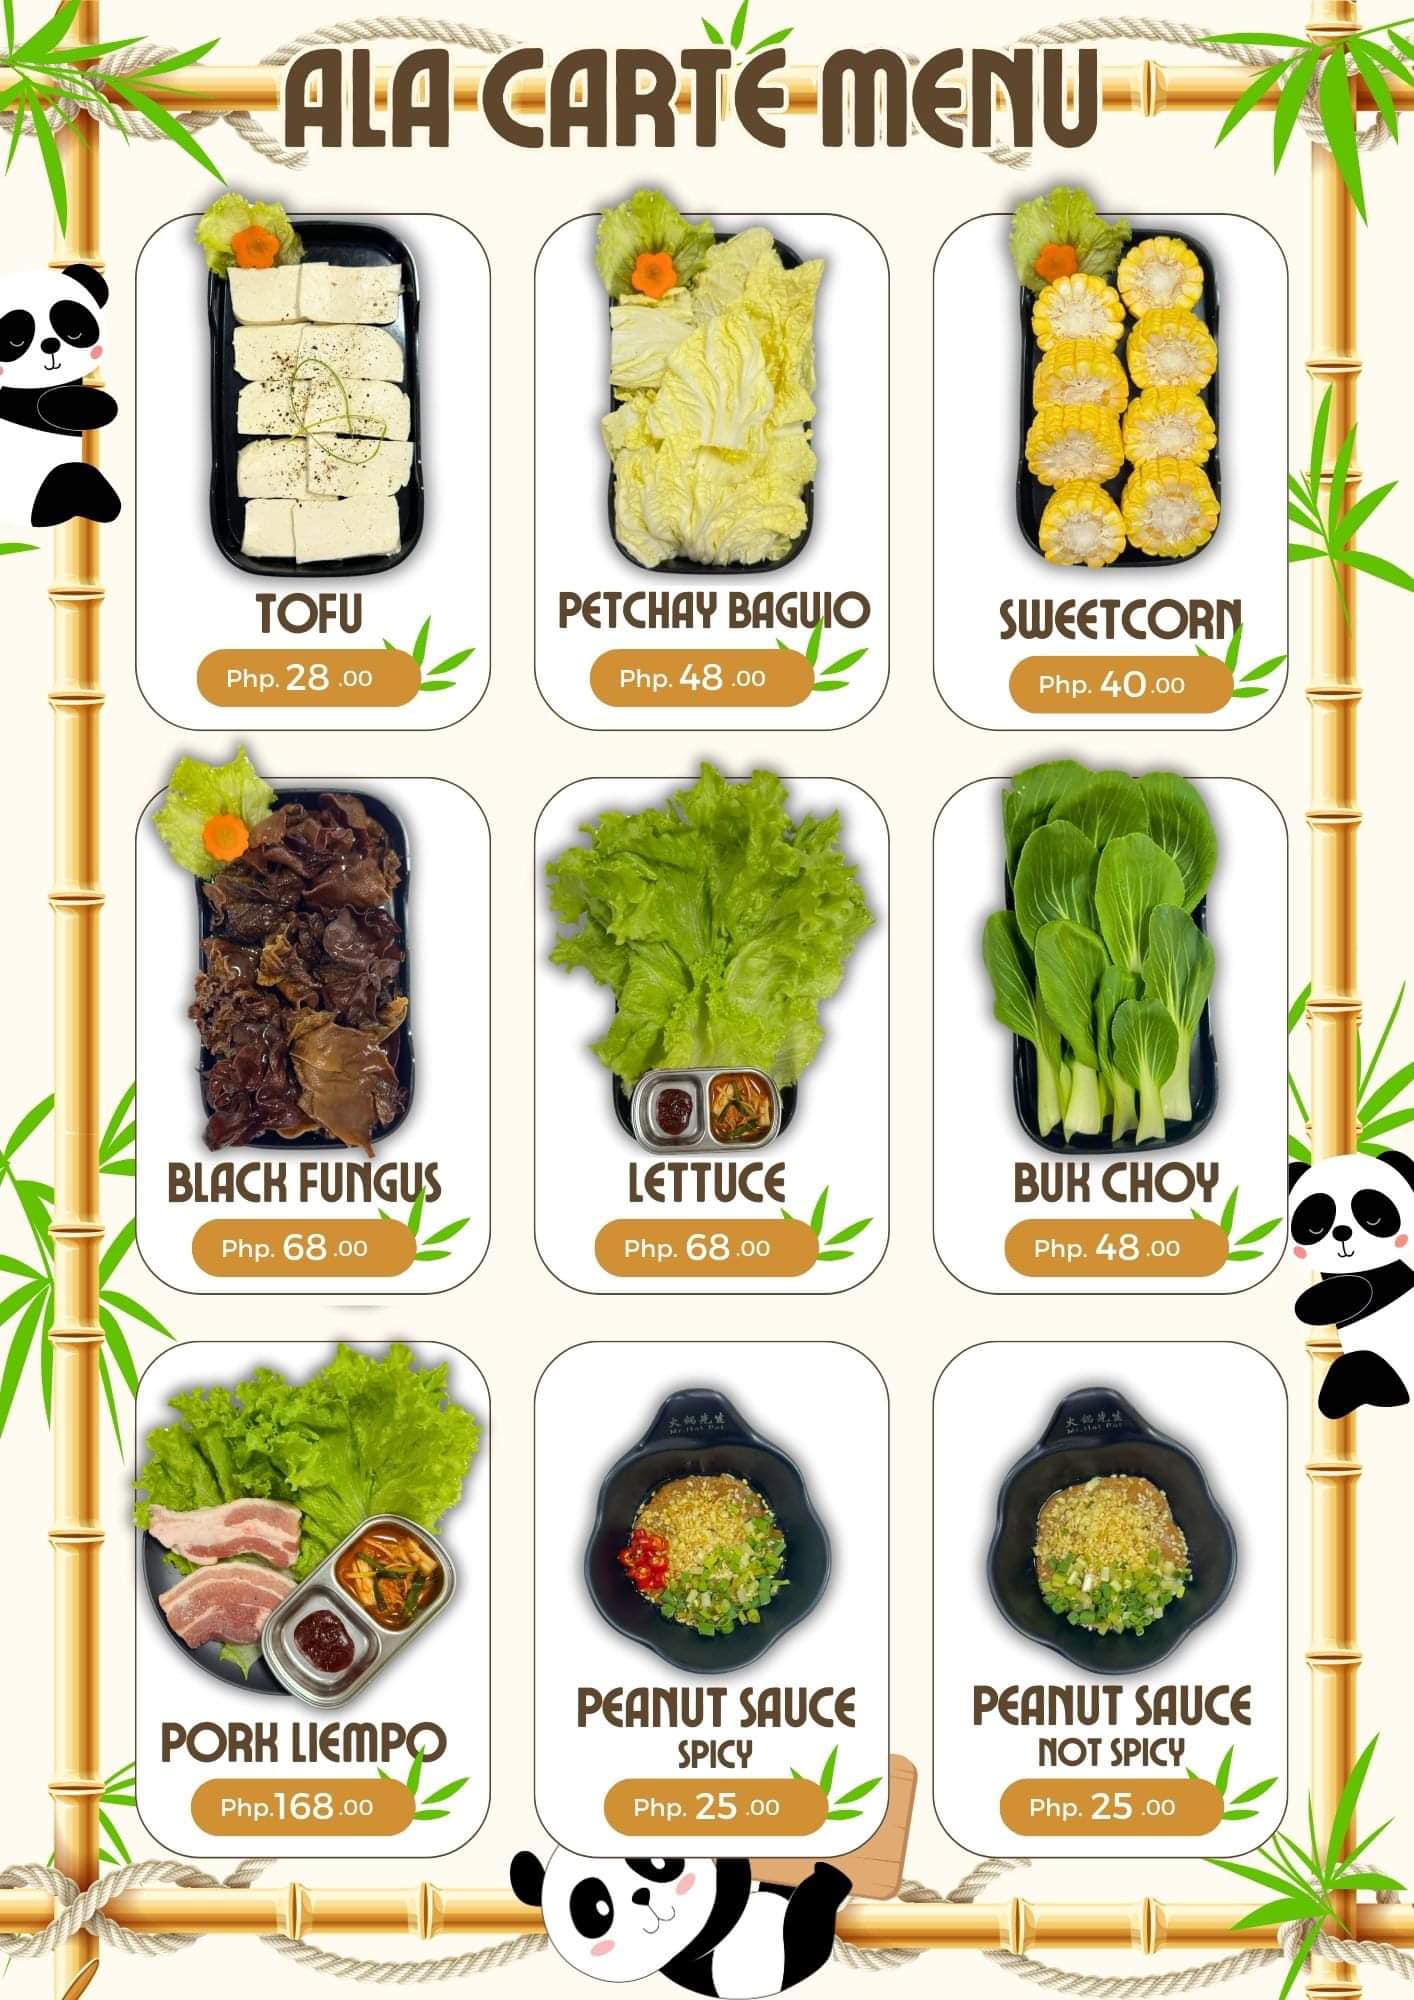 ALA CARTE MENU
TOFU
Php. 28 .00
PETCHAY BAGUIO
Php. 48 .00
SWEETCORN
Php. 40 .00
BLACK FUNGUS
Php. 68 .00
LETTUCE
Php. 68 .00
BUK CHOY
Php. 48 .00
PORK LIEMPO
Php.168 .00
火锅先生
Mr.Hot Pot
PEANUT SAUCE
SPICY
Php. 25 .00
火锅先生
Mr.Hot Pot
PEANUT SAUCE
NOT SPICY
Php. 25 .00